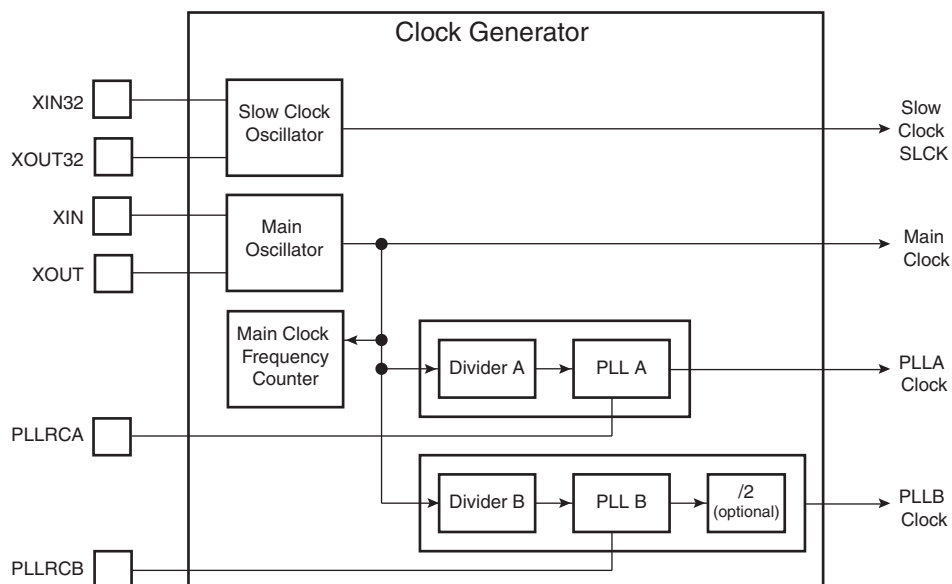 Clock Generator
XIN32
Slow Clock
Oscillator
Slow
Clock
SLCK
XOUT32
XIN
Main
Oscillator
Main
Clock
XOUT
Main Clock
Frequency
Counter
Divider A
PLL A
PLLA
Clock
PLLRCA
Divider B
PLL B
/2
(optional)
PLLB
Clock
PLLRCB